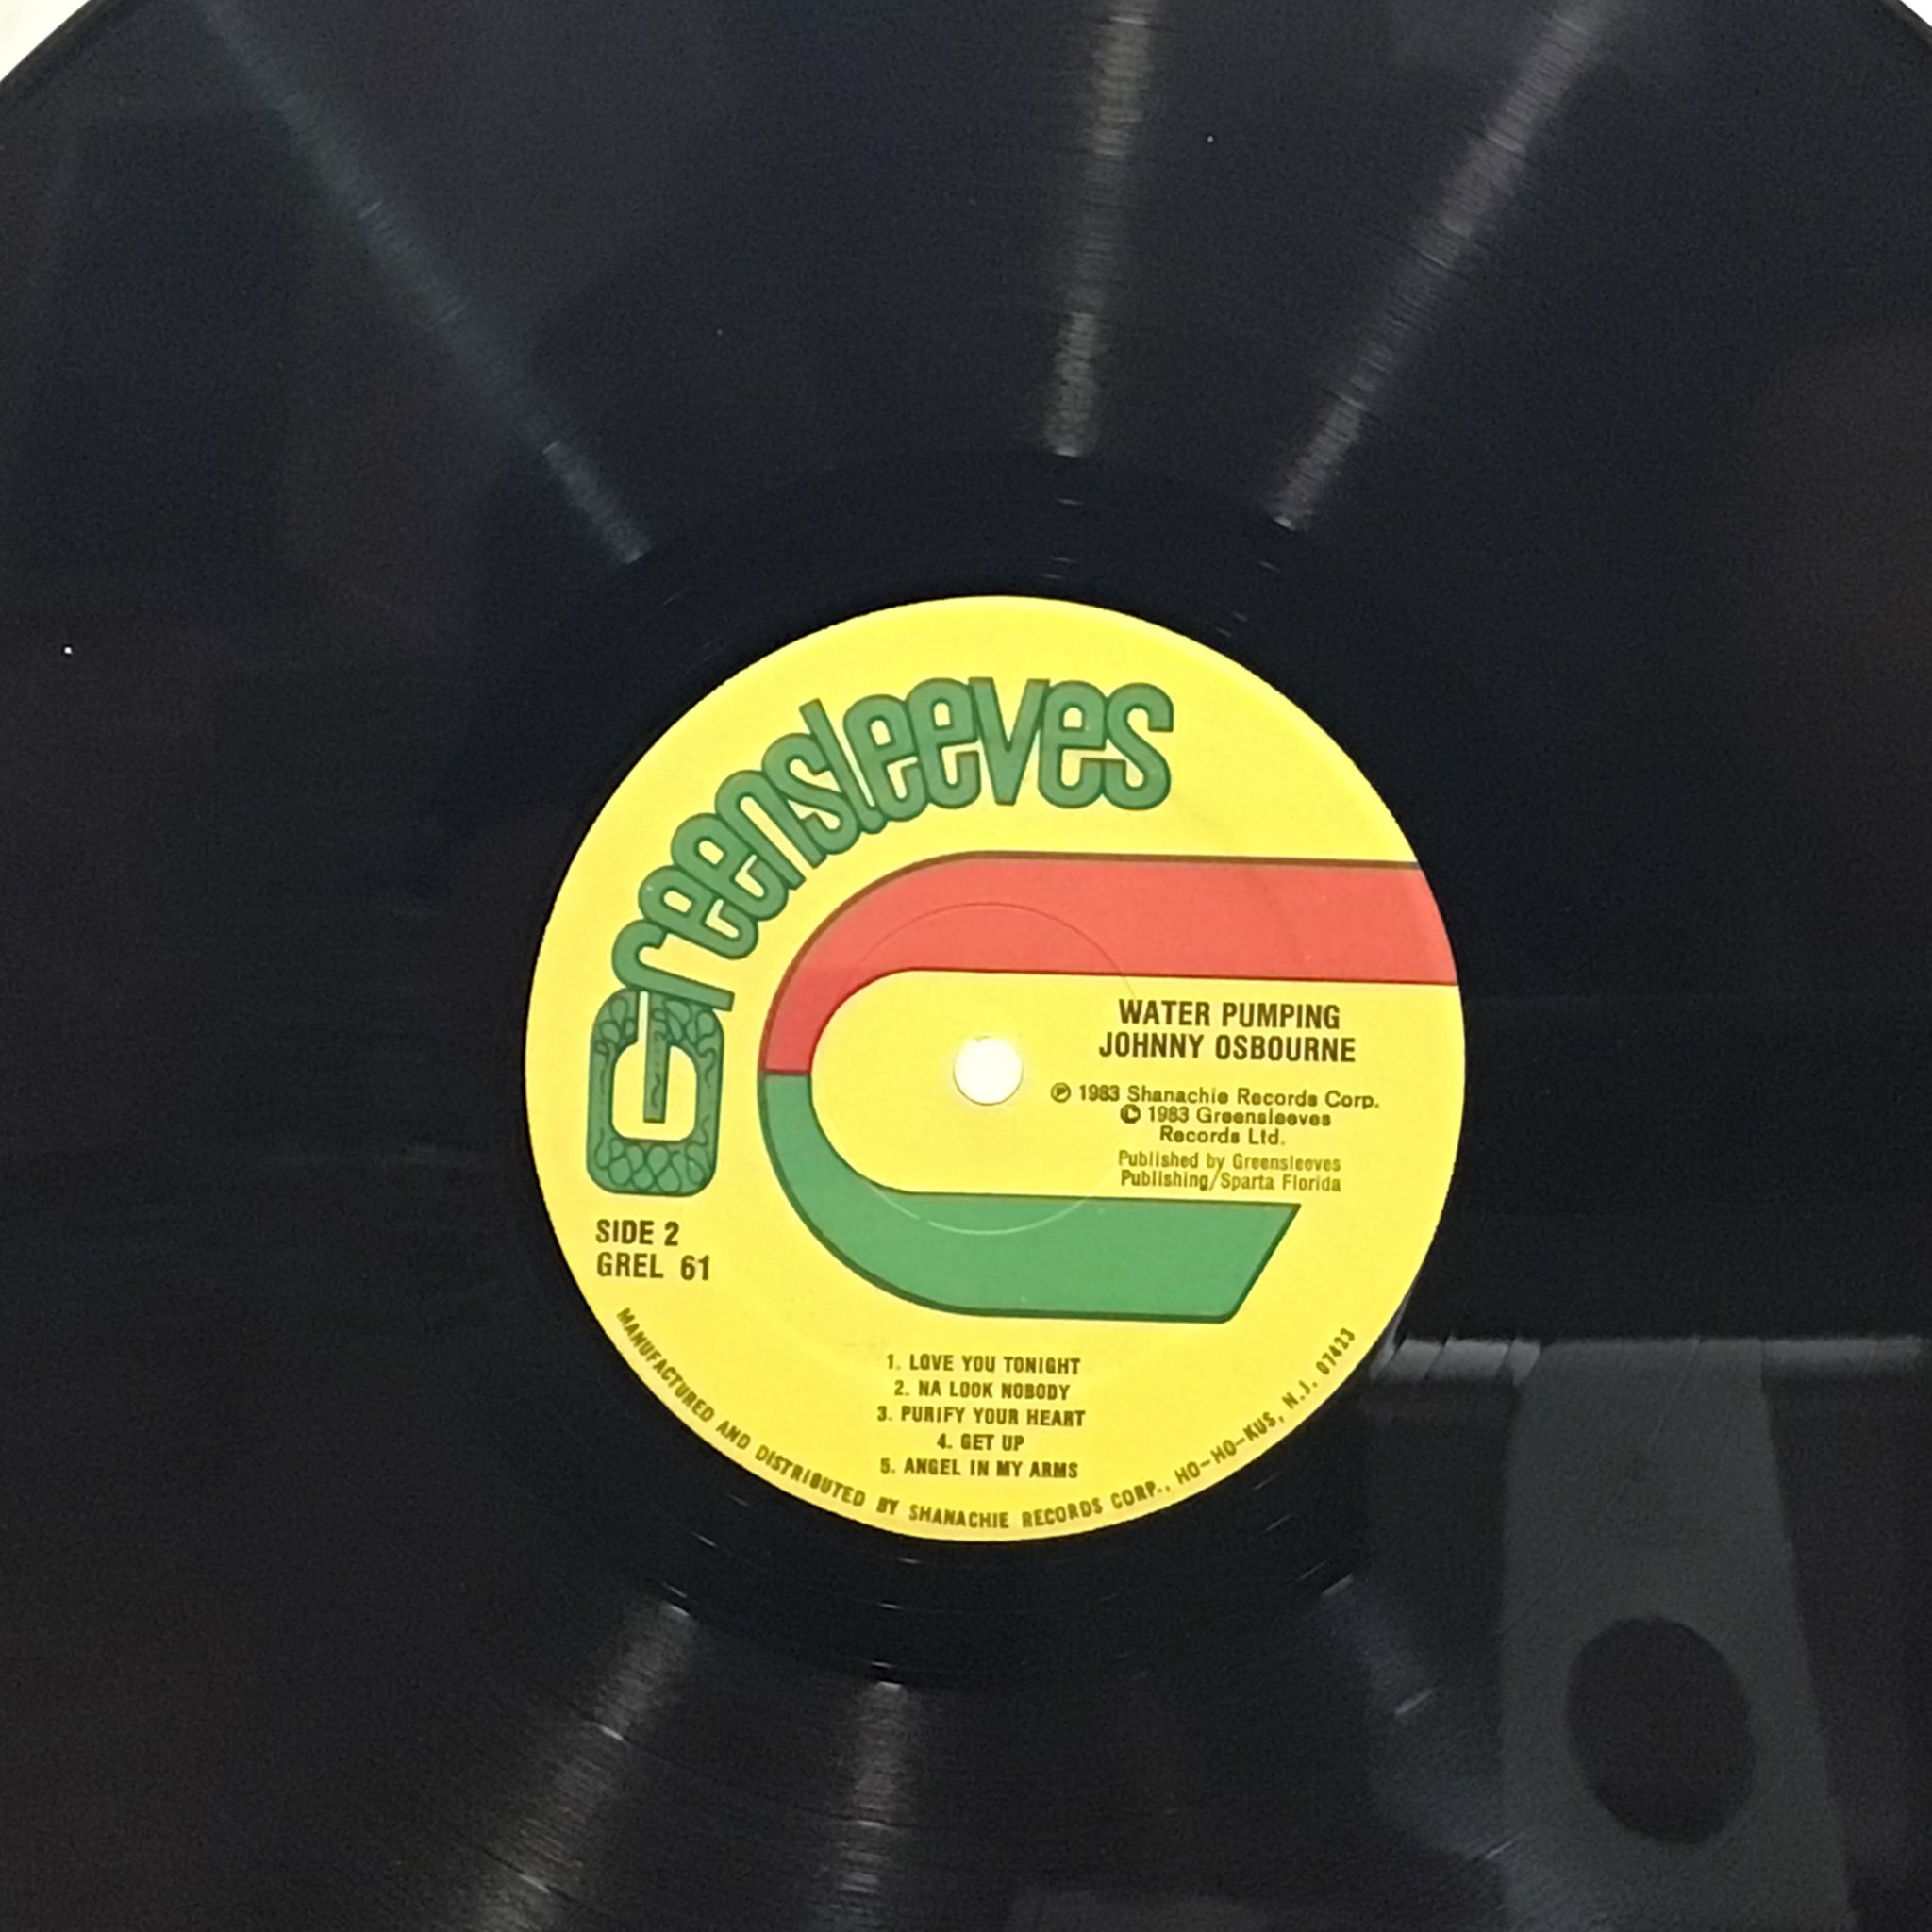 Greensleeves
WATER PUMPING
JOHNNY OSBOURNE
℗ 1983 Shanachie Records Corp.
© 1983 Greensleeves
Records Ltd.
Published by Greensleeves
Publishing/Sparta Florida
SIDE 2
GREL 61
1. LOVE YOU TONIGHT
2. NA LOOK NOBODY
3. PURIFY YOUR HEART
4. GET UP
5. ANGEL IN MY ARMS
MANUFACTURED AND DISTRIBUTED BY SHANACHIE RECORDS CORP., HO-HO-KUS, N.J. 07423